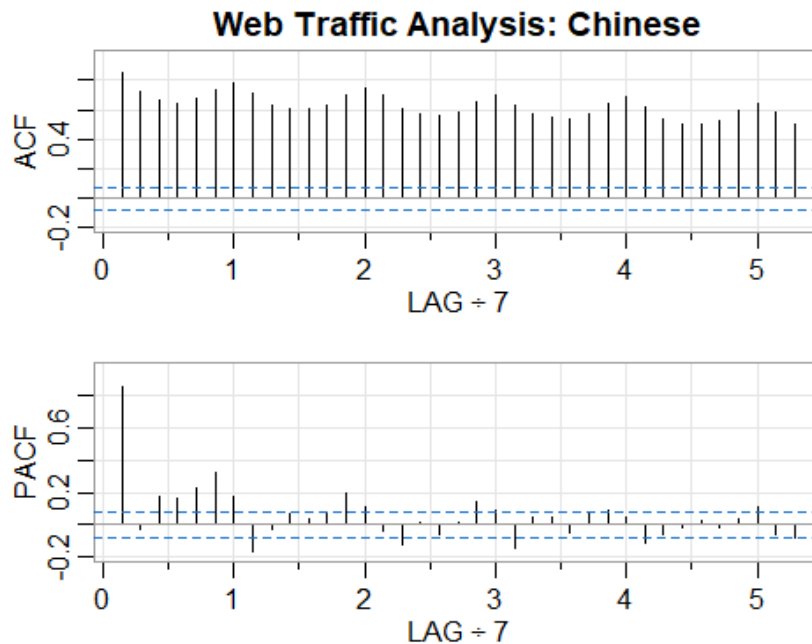 Web Traffic Analysis: Chinese
ACF
0.4
-0.2
0 1 2 3 4 5
LAG ÷ 7
PACF
0.6
0.2
-0.2
0 1 2 3 4 5
LAG ÷ 7